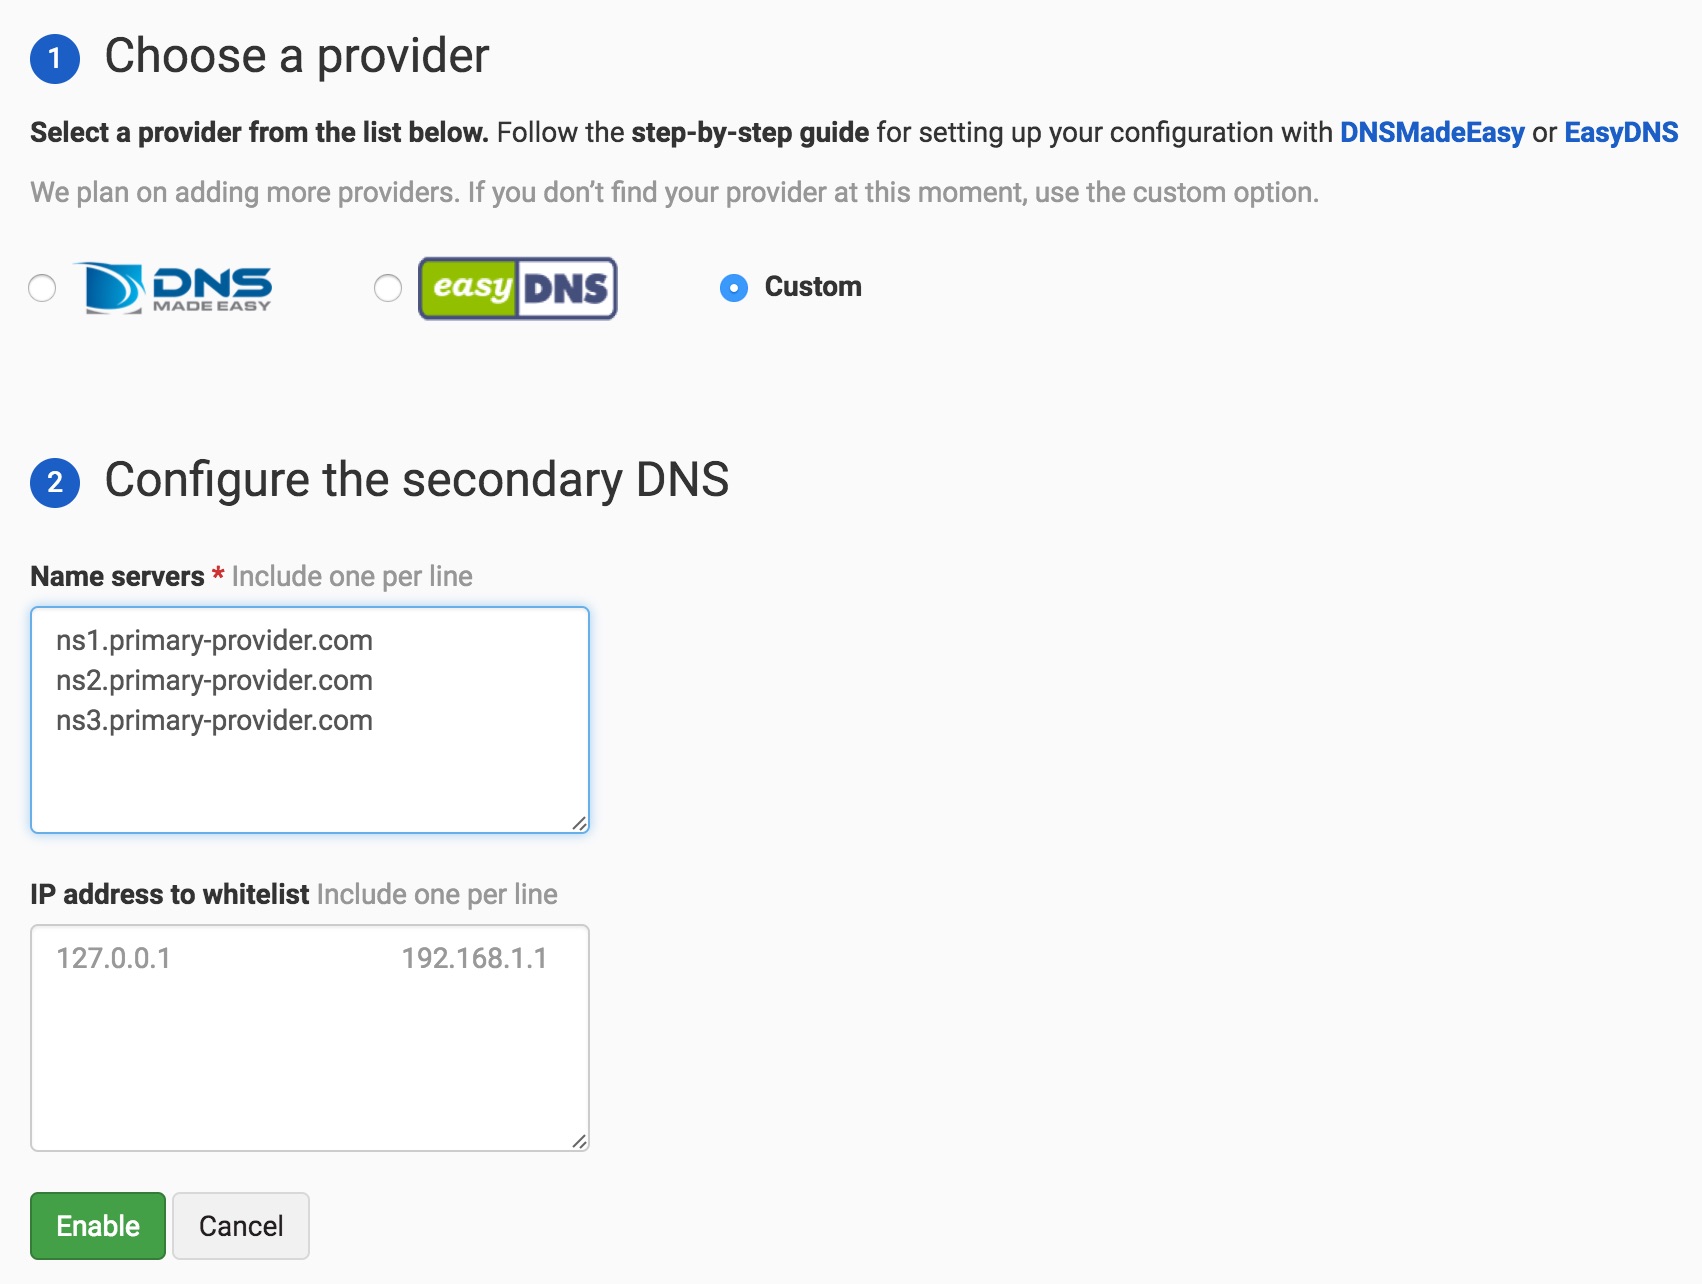 1 Choose a provider
Select a provider from the list below. Follow the step-by-step guide for setting up your configuration with DNSMadeEasy or EasyDNS
We plan on adding more providers. If you don’t find your provider at this moment, use the custom option.
DNS MADE EASY
easyDNS
Custom
2 Configure the secondary DNS
Name servers * Include one per line
ns1.primary-provider.com
ns2.primary-provider.com
ns3.primary-provider.com
IP address to whitelist Include one per line
127.0.0.1 192.168.1.1
Enable Cancel